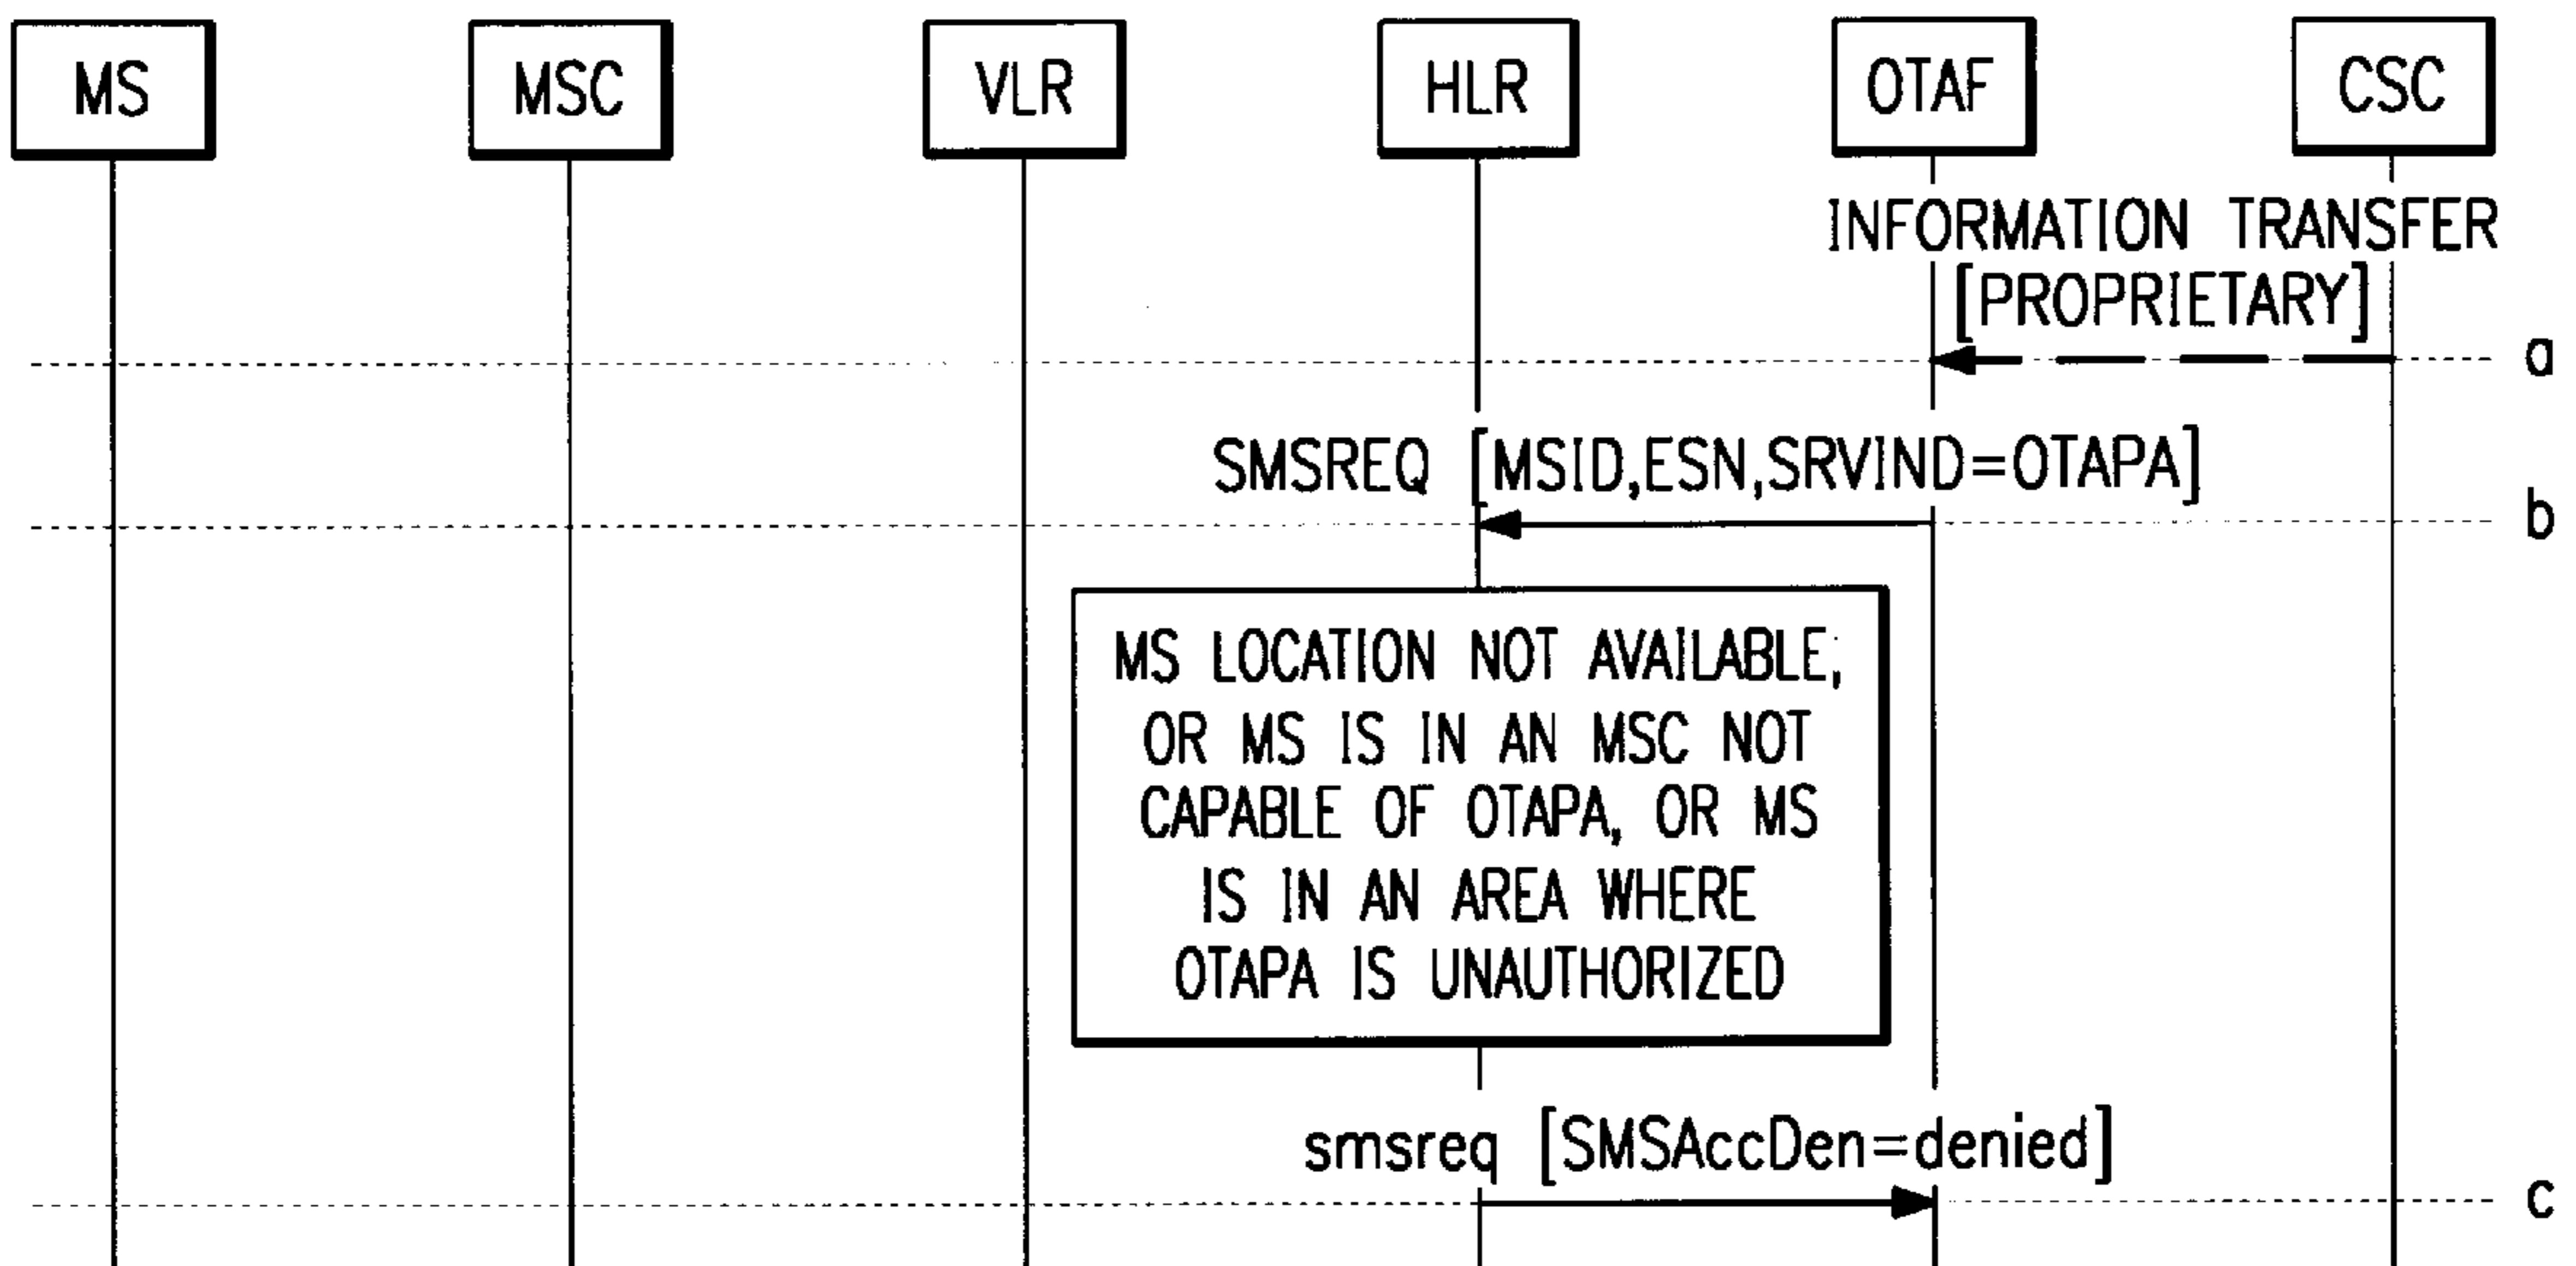 MS
MSC
VLR
HLR
OTAF
CSC
INFORMATION TRANSFER
[PROPRIETARY]
a
SMSREQ [MSID,ESN,SRVIND=OTAPA]
b
MS LOCATION NOT AVAILABLE,
OR MS IS IN AN MSC NOT
CAPABLE OF OTAPA, OR MS
IS IN AN AREA WHERE
OTAPA IS UNAUTHORIZED
smsreq [SMSAccDen=denied]
c